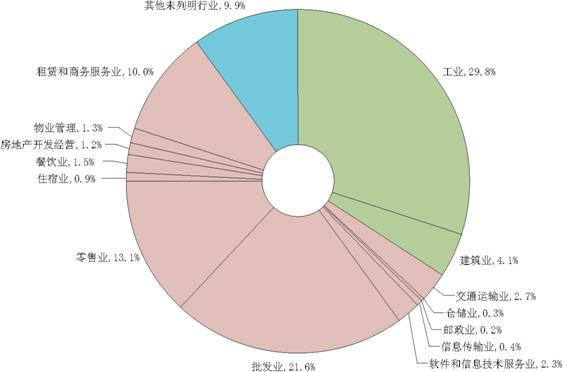 其他未列明行业,9.9%
工业,29.8%
建筑业,4.1%
交通运输业,2.7%
仓储业,0.3%
邮政业,0.2%
信息传输业,0.4%
软件和信息技术服务业,2.3%
批发业,21.6%
零售业,13.1%
住宿业,0.9%
餐饮业,1.5%
房地产开发经营,1.2%
物业管理,1.3%
租赁和商务服务业,10.0%